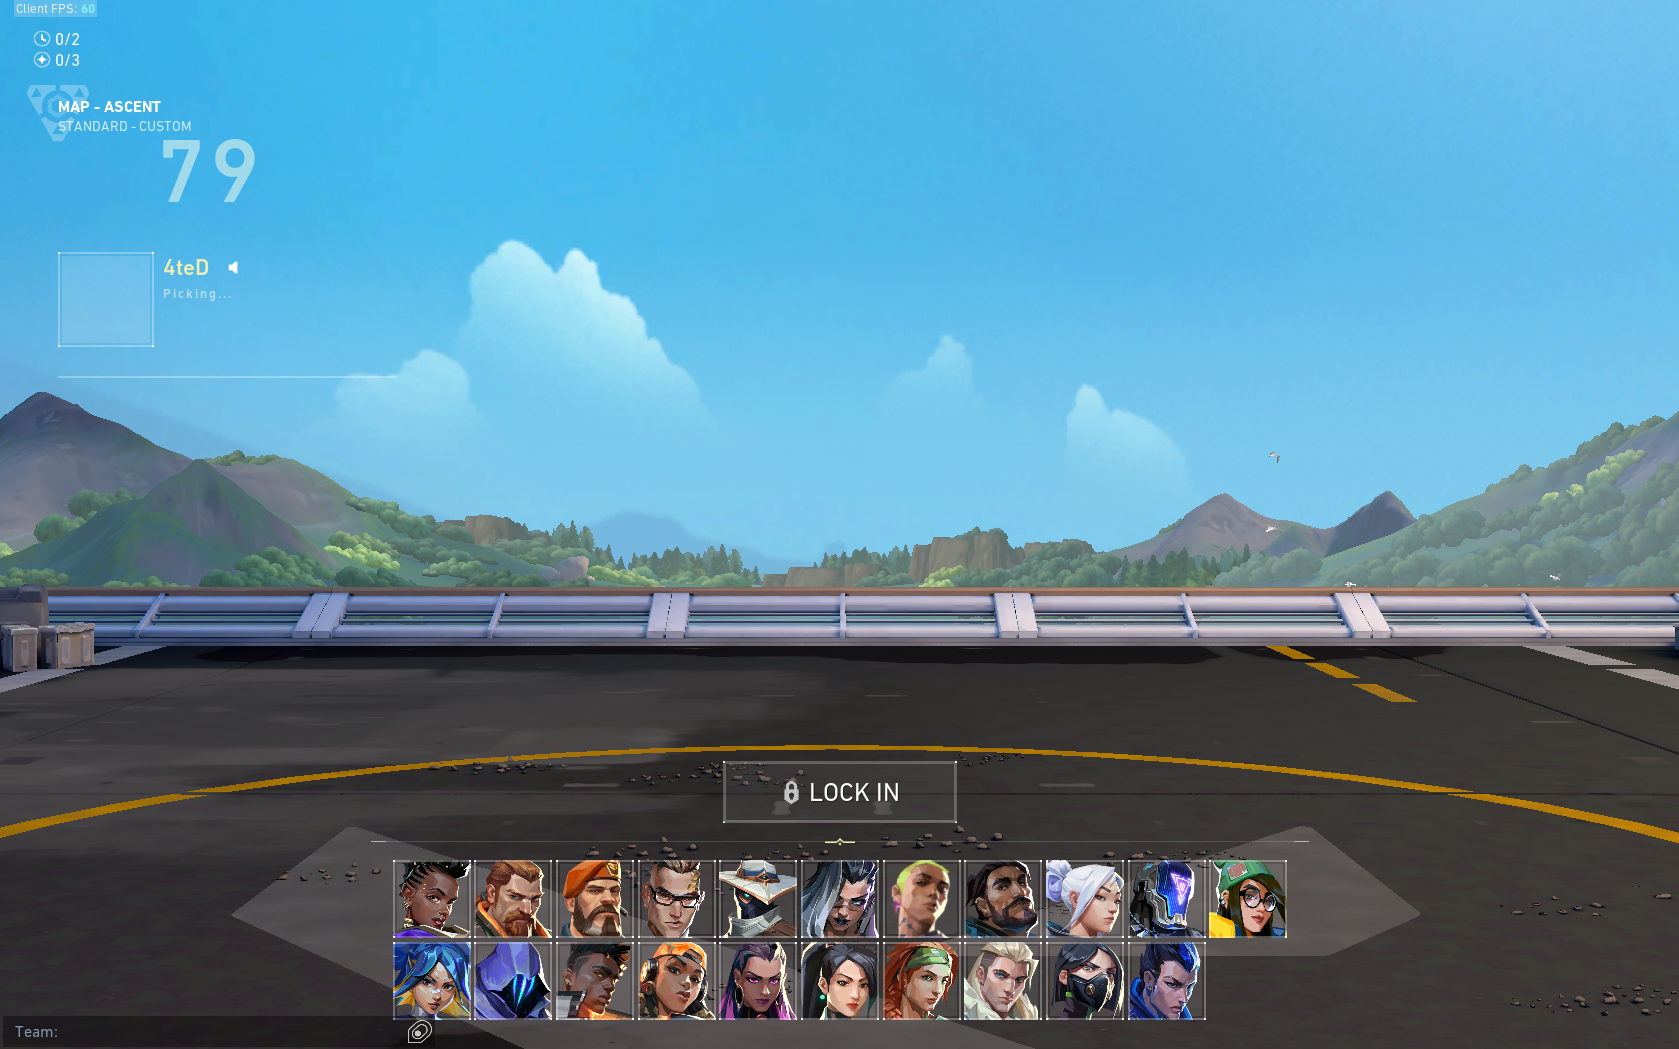 Client FPS: 60
0/2
0/3
MAP - ASCENT
STANDARD - CUSTOM
79
4teD
Picking...
LOCK IN
Team: